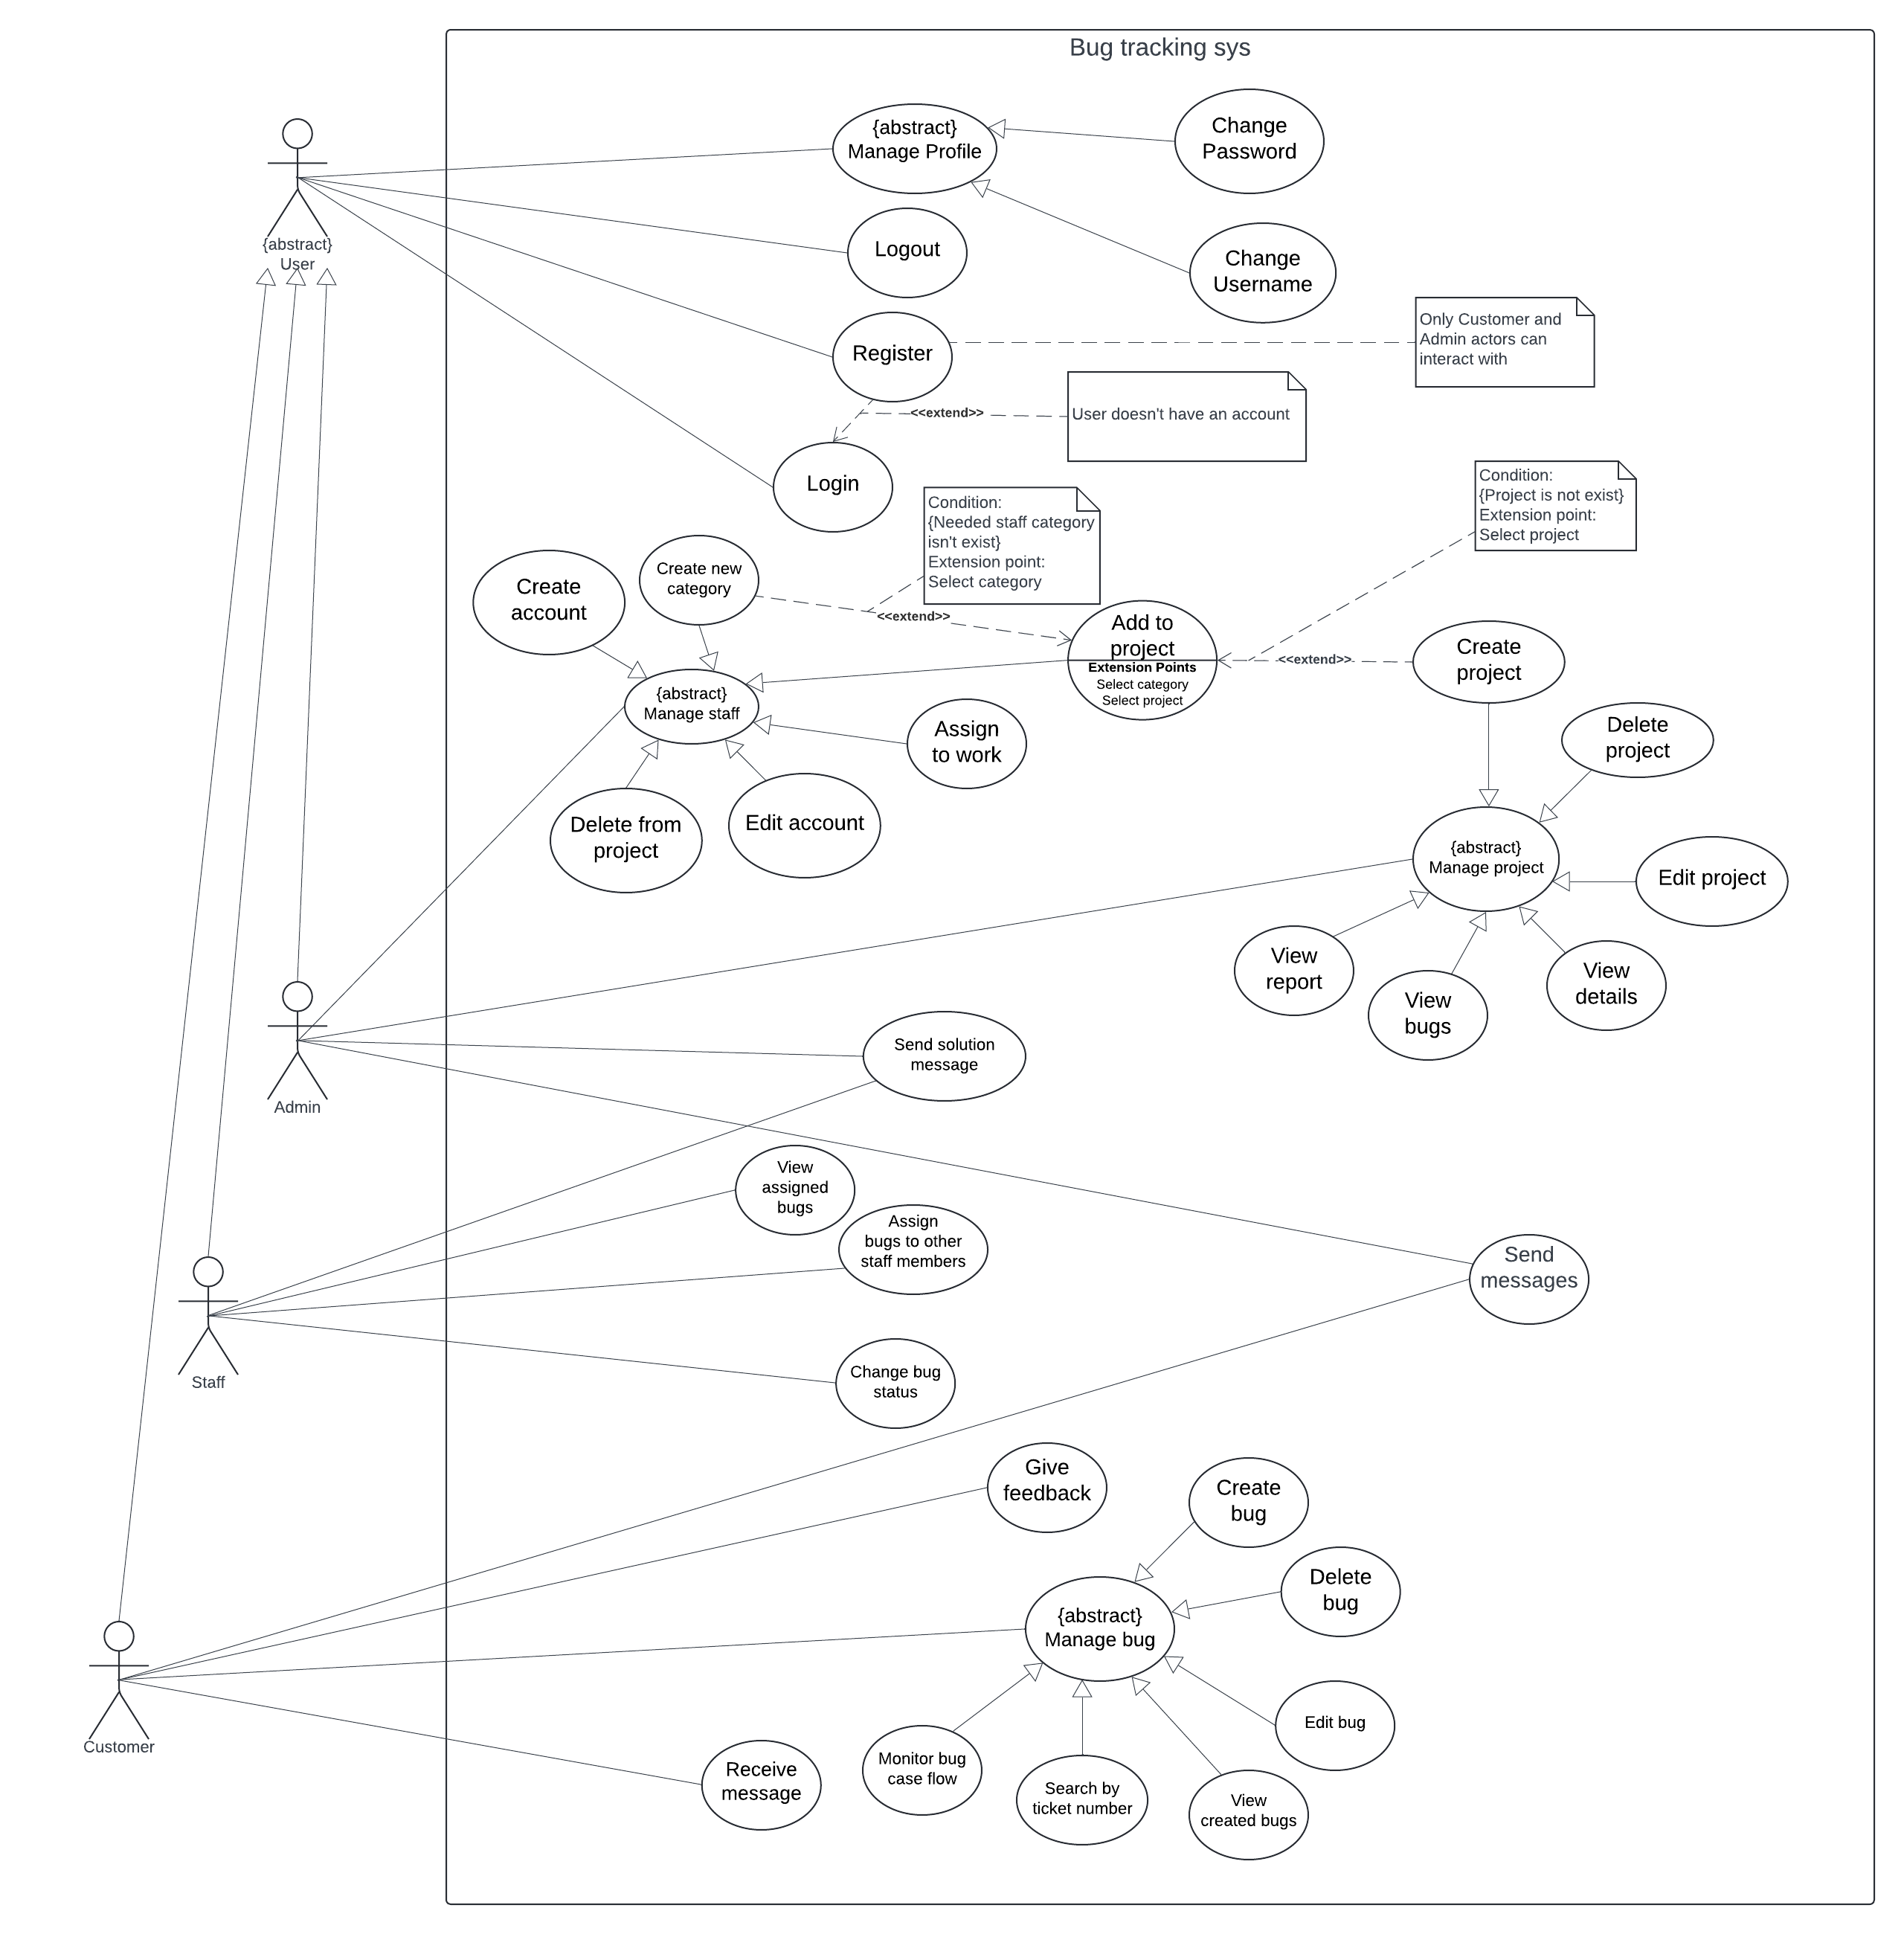 Bug tracking sys
{abstract}
User
{abstract}
Manage Profile
Change
Password
Logout
Change
Username
Register
Only Customer and
Admin actors can
interact with
<<extend>>
User doesn't have an account
Login
Condition:
{Needed staff category
isn't exist}
Extension point:
Select category
Condition:
{Project is not exist}
Extension point:
Select project
Create
account
Create new
category
<<extend>>
Add to
project
Extension Points
Select category
Select project
<<extend>>
Create
project
{abstract}
Manage staff
Assign
to work
Delete
project
Delete from
project
Edit account
{abstract}
Manage project
Edit project
View
report
View
bugs
View
details
Admin
Send solution
message
View
assigned
bugs
Assign
bugs to other
staff members
Send
messages
Staff
Change bug
status
Give
feedback
Create
bug
Delete
bug
{abstract}
Manage bug
Customer
Edit bug
Receive
message
Monitor bug
case flow
Search by
ticket number
View
created bugs